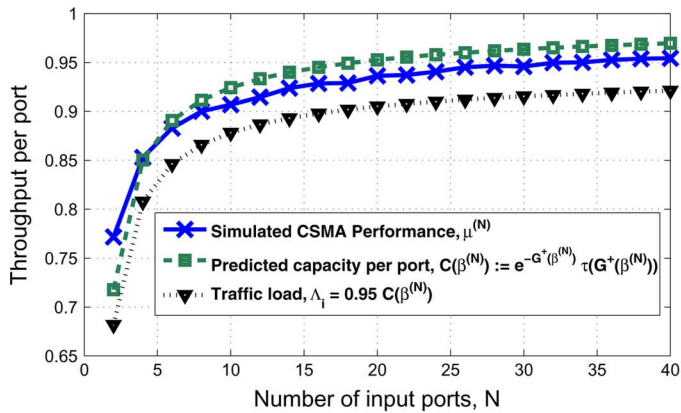 1
0.95
0.9
0.85
0.8
0.75
0.7
0.65
Throughput per port
Simulated CSMA Performance, μ^(N)
Predicted capacity per port, C(β^(N)) := e^(-G^+(β^(N))) τ(G^+(β^(N)))
Traffic load, Λ_i = 0.95 C(β^(N))
0 5 10 15 20 25 30 35 40
Number of input ports, N